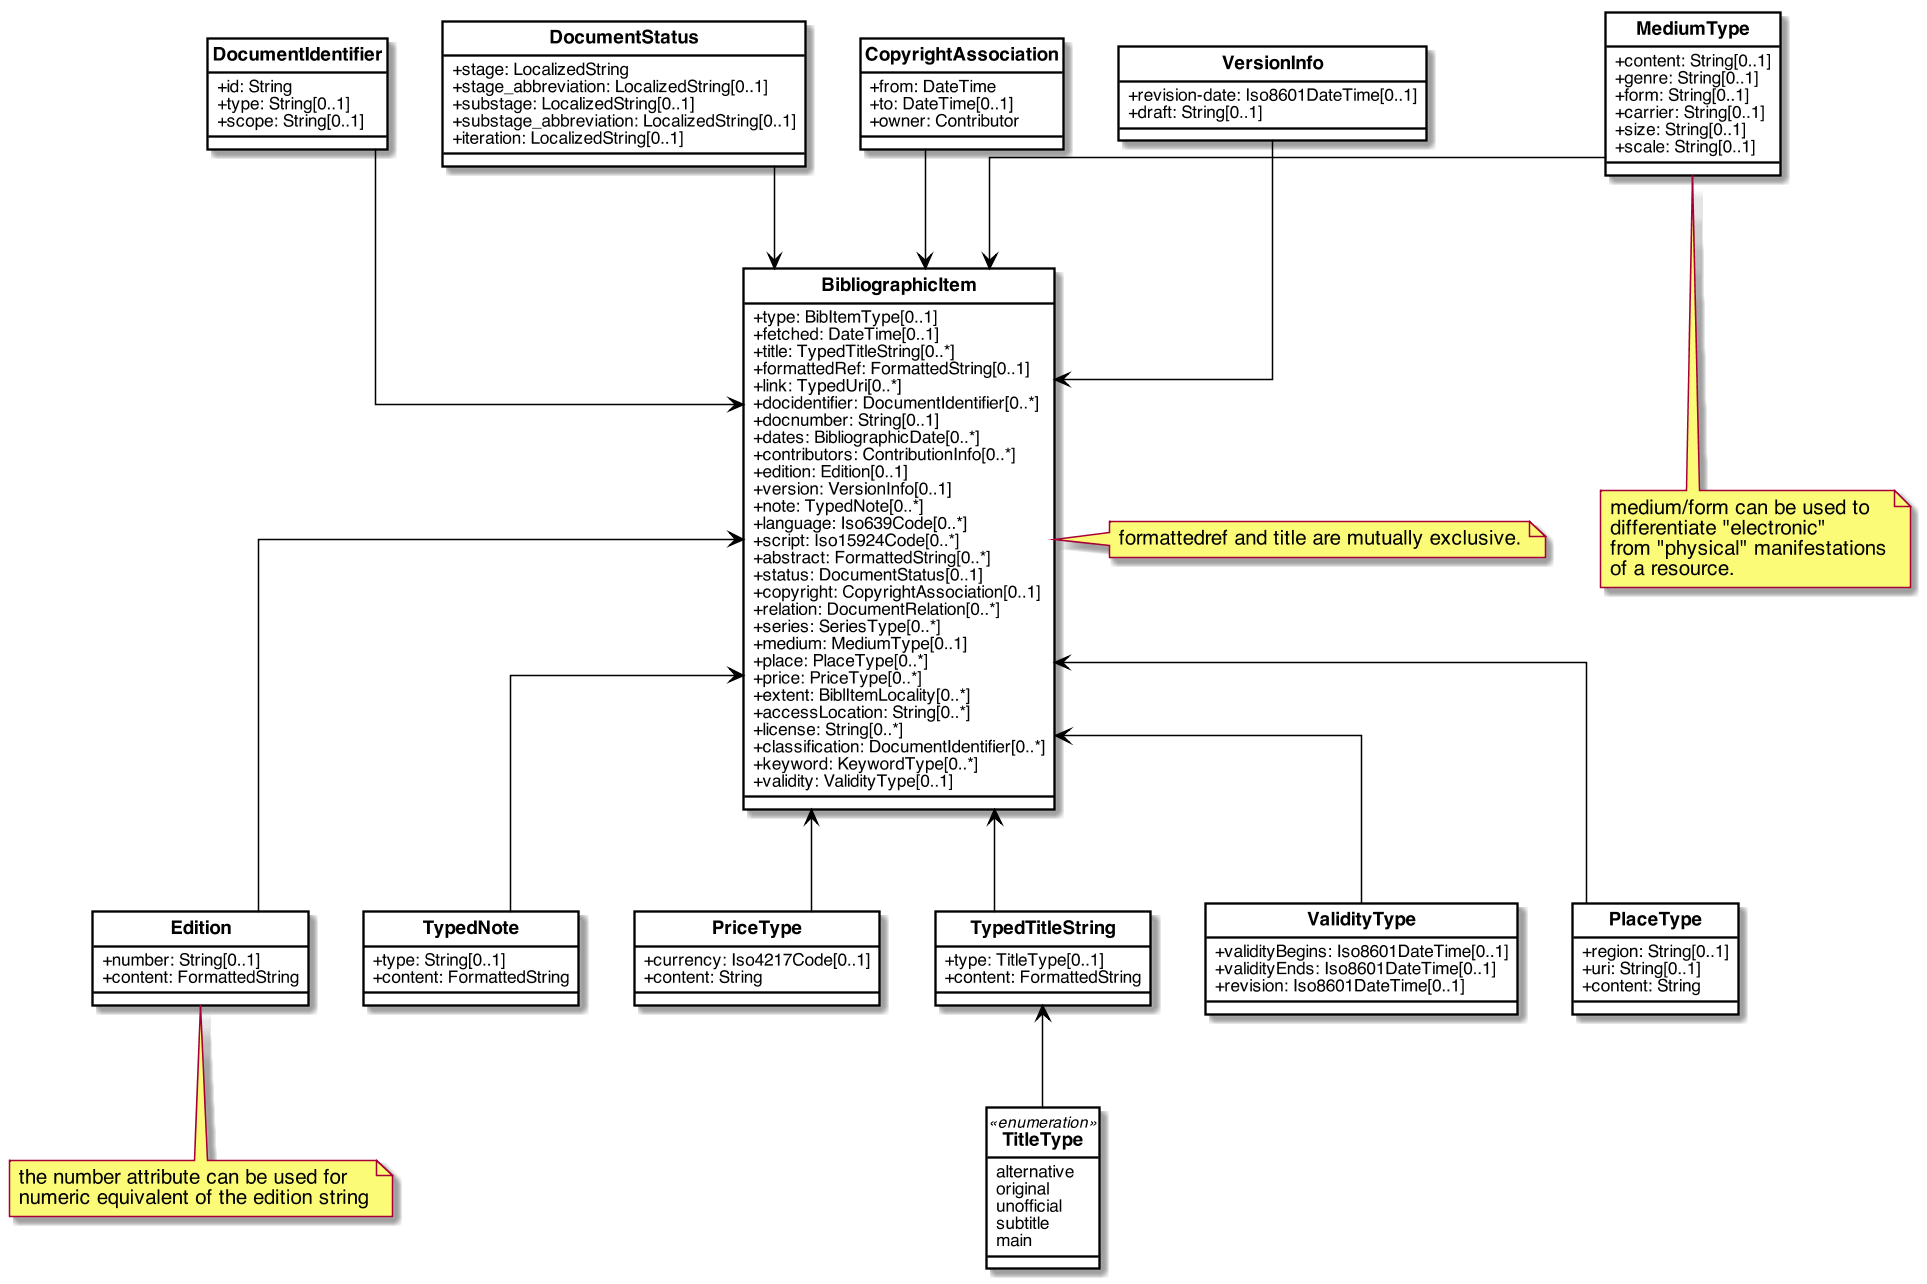 DocumentIdentifier
+id: String
+type: String[0..1]
+scope: String[0..1]
DocumentStatus
+stage: LocalizedString
+stage_abbreviation: LocalizedString[0..1]
+substage: LocalizedString[0..1]
+substage_abbreviation: LocalizedString[0..1]
+iteration: LocalizedString[0..1]
CopyrightAssociation
+from: DateTime
+to: DateTime[0..1]
+owner: Contributor
VersionInfo
+revision-date: Iso8601DateTime[0..1]
+draft: String[0..1]
MediumType
+content: String[0..1]
+genre: String[0..1]
+form: String[0..1]
+carrier: String[0..1]
+size: String[0..1]
+scale: String[0..1]
BibliographicItem
+type: BibItemType[0..1]
+fetched: DateTime[0..1]
+title: TypedTitleString[0..*]
+formattedRef: FormattedString[0..1]
+link: TypedUri[0..*]
+docidentifier: DocumentIdentifier[0..*]
+docnumber: String[0..1]
+dates: BibliographicDate[0..*]
+contributors: ContributionInfo[0..*]
+edition: Edition[0..1]
+version: VersionInfo[0..1]
+note: TypedNote[0..*]
+language: Iso639Code[0..*]
+script: Iso15924Code[0..*]
+abstract: FormattedString[0..*]
+status: DocumentStatus[0..1]
+copyright: CopyrightAssociation[0..1]
+relation: DocumentRelation[0..*]
+series: SeriesType[0..*]
+medium: MediumType[0..1]
+place: PlaceType[0..*]
+price: PriceType[0..*]
+extent: BiblItemLocality[0..*]
+accessLocation: String[0..*]
+license: String[0..*]
+classification: DocumentIdentifier[0..*]
+keyword: KeywordType[0..*]
+validity: ValidityType[0..1]
formattedref and title are mutually exclusive.
medium/form can be used to
differentiate "electronic"
from "physical" manifestations
of a resource.
Edition
+number: String[0..1]
+content: FormattedString
TypedNote
+type: String[0..1]
+content: FormattedString
PriceType
+currency: Iso4217Code[0..1]
+content: String
TypedTitleString
+type: TitleType[0..1]
+content: FormattedString
ValidityType
+validityBegins: Iso8601DateTime[0..1]
+validityEnds: Iso8601DateTime[0..1]
+revision: Iso8601DateTime[0..1]
PlaceType
+region: String[0..1]
+uri: String[0..1]
+content: String
the number attribute can be used for
numeric equivalent of the edition string
«enumeration»
TitleType
alternative
original
unofficial
subtitle
main